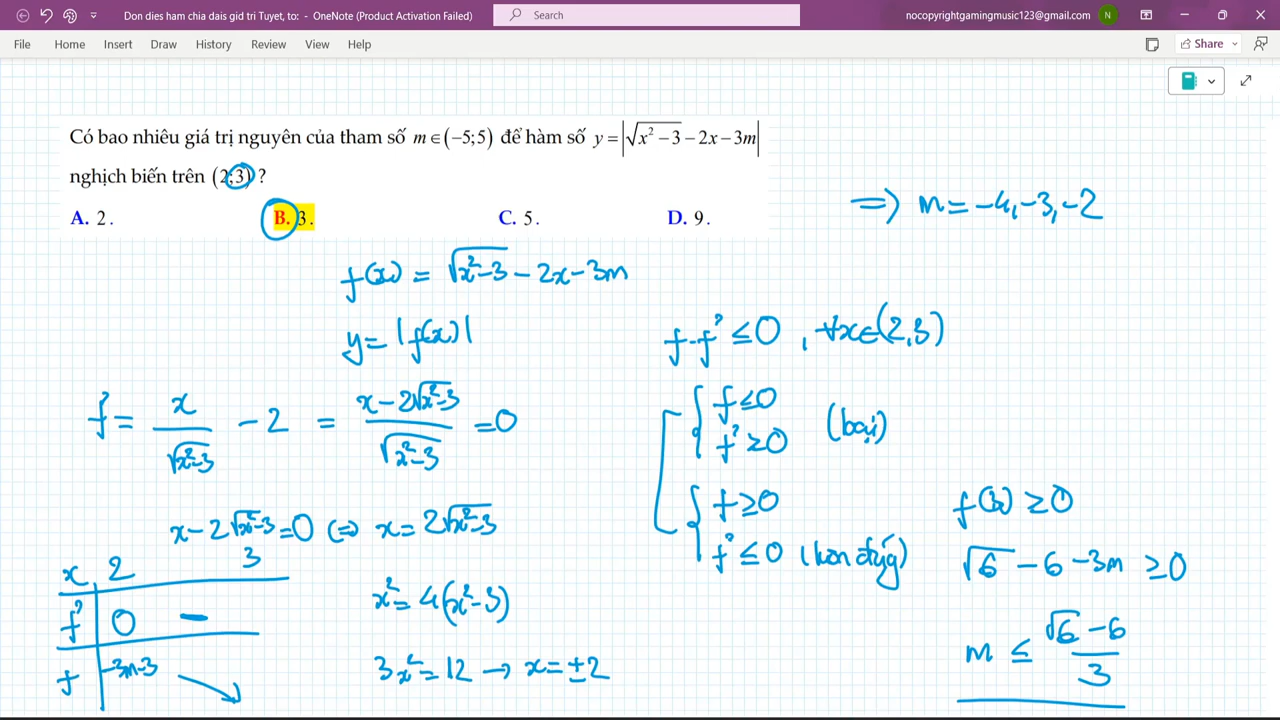 Don dies ham chia dais gid tri Tuyet, to: - OneNote (Product Activation Failed)
Search
nocopyrightgamingmusic123@gmail.com
N
File Home Insert Draw History Review View Help
Share
Có bao nhiêu giá trị nguyên của tham số m ∈ (−5;5) để hàm số y = |√(x² − 3) − 2x − 3m|
nghịch biến trên (2;3) ?
A. 2. B. 3. C. 5. D. 9.
=> m = -4, -3, -2
f(x) = √(x²-3) - 2x - 3m
y = |f(x)|
f.f' ≤ 0, ∀x∈(2,3)
f' = x/√(x²-3) - 2 = (x - 2√(x²-3))/√(x²-3) = 0
f ≤ 0
f' ≥ 0 (loại)
f ≥ 0
f' ≤ 0 (luôn đúng)
x - 2√(x²-3) = 0 (=) x = 2√(x²-3)
x² = 4(x²-3)
3x² = 12 → x = ±2
x 2 3
f' 0 -
f -3m-3
f(3) ≥ 0
√6 - 6 - 3m ≥ 0
m ≤ (√6 - 6)/3